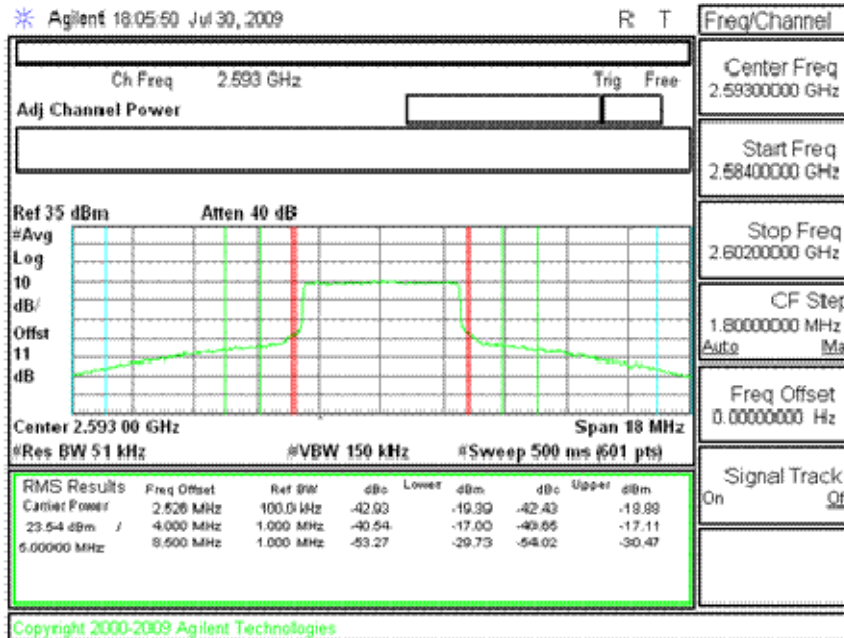 Agilent 18:05:50 Jul 30, 2009 R T
Freq/Channel
Ch Freq 2.593 GHz Trig Free
Adj Channel Power
Center Freq
2.59300000 GHz
Start Freq
2.58400000 GHz
Stop Freq
2.60200000 GHz
CF Step
1.80000000 MHz
Auto Ma
Freq Offset
0.00000000 Hz
Signal Track
On Of
Ref 35 dBm Atten 40 dB
#Avg
Log
10
dB/
Offst
11
dB
Center 2.593 00 GHz Span 18 MHz
#Res BW 51 kHz #VBW 150 kHz #Sweep 500 ms (601 pts)
RMS Results Freq Offset Ref BW dBc Lower dBm dBc Upper dBm
Carrier Power 2.526 MHz 100.0 kHz -42.93 -19.39 -42.43 -18.88
23.54 dBm / 4.000 MHz 1.000 MHz -40.54 -17.00 -40.65 -17.11
5.00000 MHz 8.500 MHz 1.000 MHz -53.27 -29.73 -54.02 -30.47
Copyright 2000-2009 Agilent Technologies